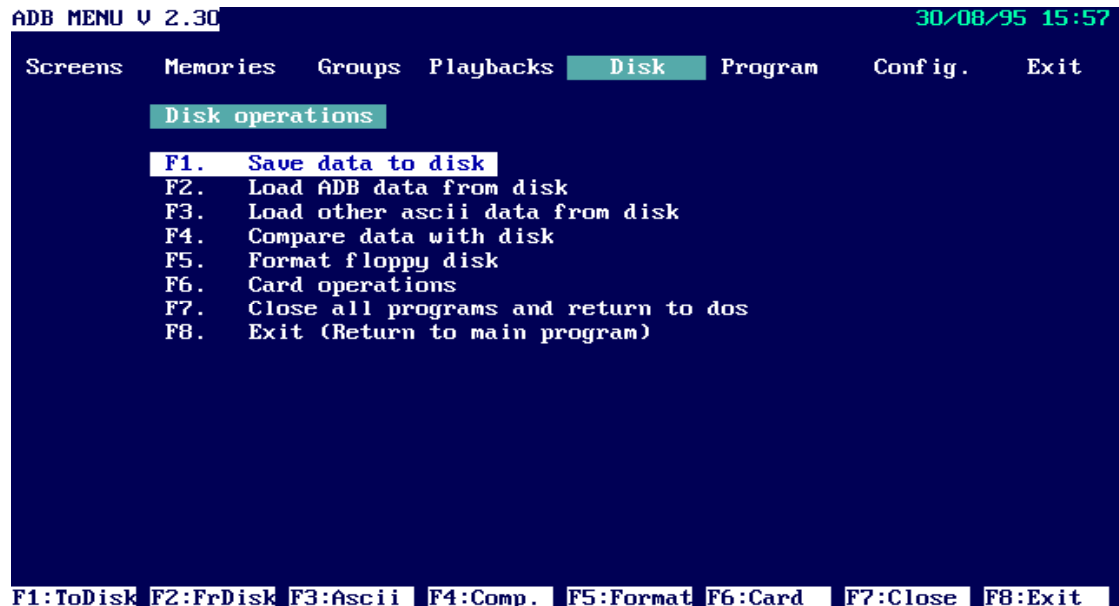 ADB MENU V 2.30 30/08/95 15:57
Screens Memories Groups Playbacks Disk Program Config. Exit
Disk operations
F1. Save data to disk
F2. Load ADB data from disk
F3. Load other ascii data from disk
F4. Compare data with disk
F5. Format floppy disk
F6. Card operations
F7. Close all programs and return to dos
F8. Exit (Return to main program)
F1:ToDisk F2:FrDisk F3:Ascii F4:Comp. F5:Format F6:Card F7:Close F8:Exit